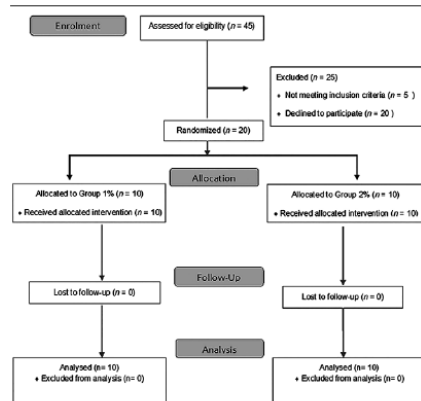 Enrolment
Assessed for eligibility (n = 45)
Excluded (n = 25)
♦ Not meeting inclusion criteria (n = 5 )
♦ Declined to participate (n = 20 )
Randomized (n = 20)
Allocation
Allocated to Group 1% (n = 10)
♦ Received allocated intervention (n = 10)
Allocated to Group 2% (n = 10)
♦ Received allocated intervention (n = 10)
Follow-Up
Lost to follow-up (n = 0)
Lost to follow-up (n = 0)
Analysis
Analysed (n= 10)
♦ Excluded from analysis (n= 0)
Analysed (n= 10)
♦ Excluded from analysis (n= 0)